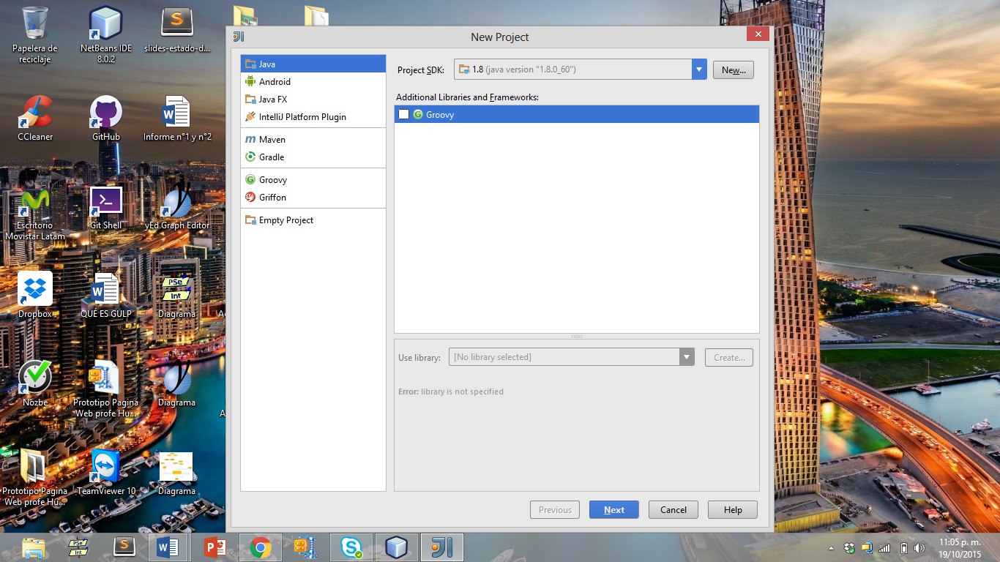 New Project
Java
Android
Java FX
IntelliJ Platform Plugin
Maven
Gradle
Groovy
Griffon
Empty Project
Project SDK:
1.8 (java version "1.8.0_60")
New...
Additional Libraries and Frameworks:
Groovy
Use library:
[No library selected]
Create...
Error: library is not specified
Previous
Next
Cancel
Help
Papelera de
reciclaje
NetBeans IDE
8.0.2
slides-estado-d...
CCleaner
GitHub
Informe n°1 y n°2
Escritorio
Movistar Latam
Git Shell
yEd Graph Editor
Dropbox
QUÉ ES GULP
PSe
Int
Diagrama
Nozbe
Prototipo Pagina
Web profe Hu...
Diagrama
Prototipo Pagina
Web profe Hu...
TeamViewer 10
Diagrama
PSe
Int
11:05 p. m.
19/10/2015